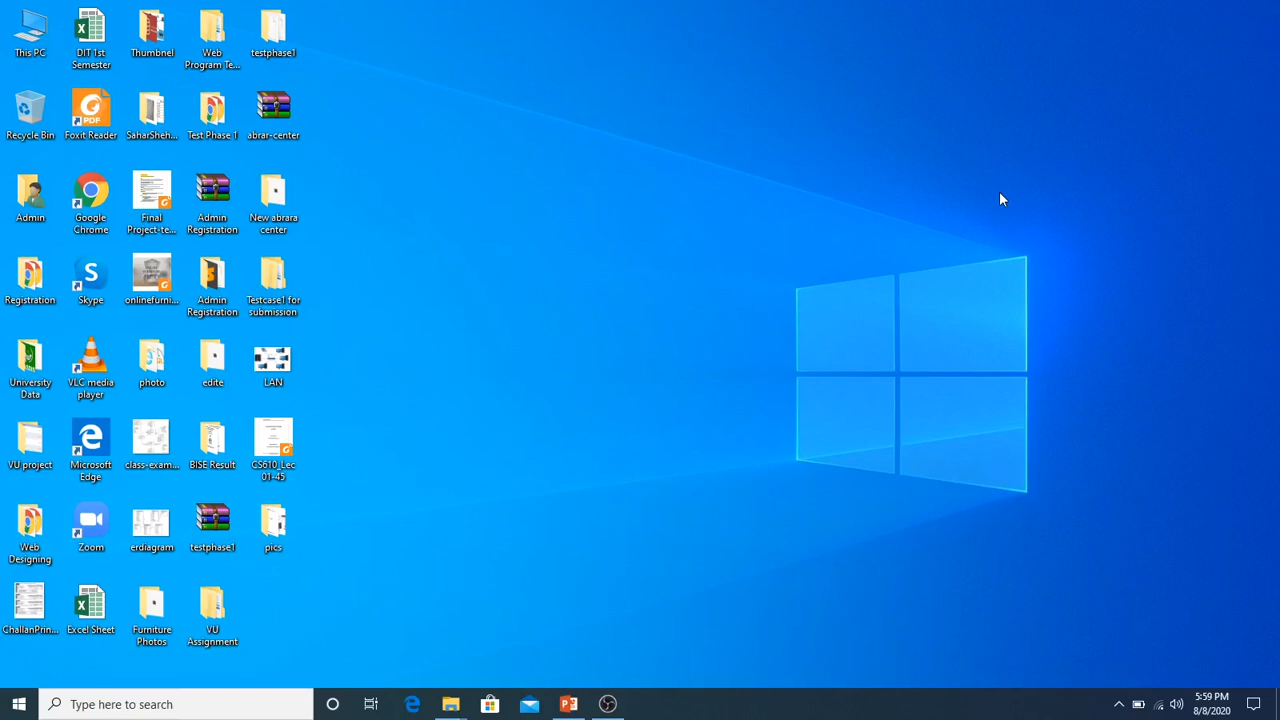 This PC
DIT 1st
Semester
Thumbnel
Web
Program Te...
testphase1
Recycle Bin
PDF
Foxit Reader
SaharSheh...
Test Phase 1
abrar-center
Admin
Google
Chrome
Final
Project-te...
Admin
Registration
New abrara
center
Registration
Skype
onlinefurni...
Admin
Registration
Testcase1 for
submission
University
Data
VLC media
player
photo
edite
LAN
VU project
Microsoft
Edge
class-exam...
BISE Result
CS610_Lec
01-45
Web
Designing
Zoom
erdiagram
testphase1
pics
ChallanPrin...
Excel Sheet
Furniture
Photos
VU
Assignment
Type here to search
5:59 PM
8/8/2020